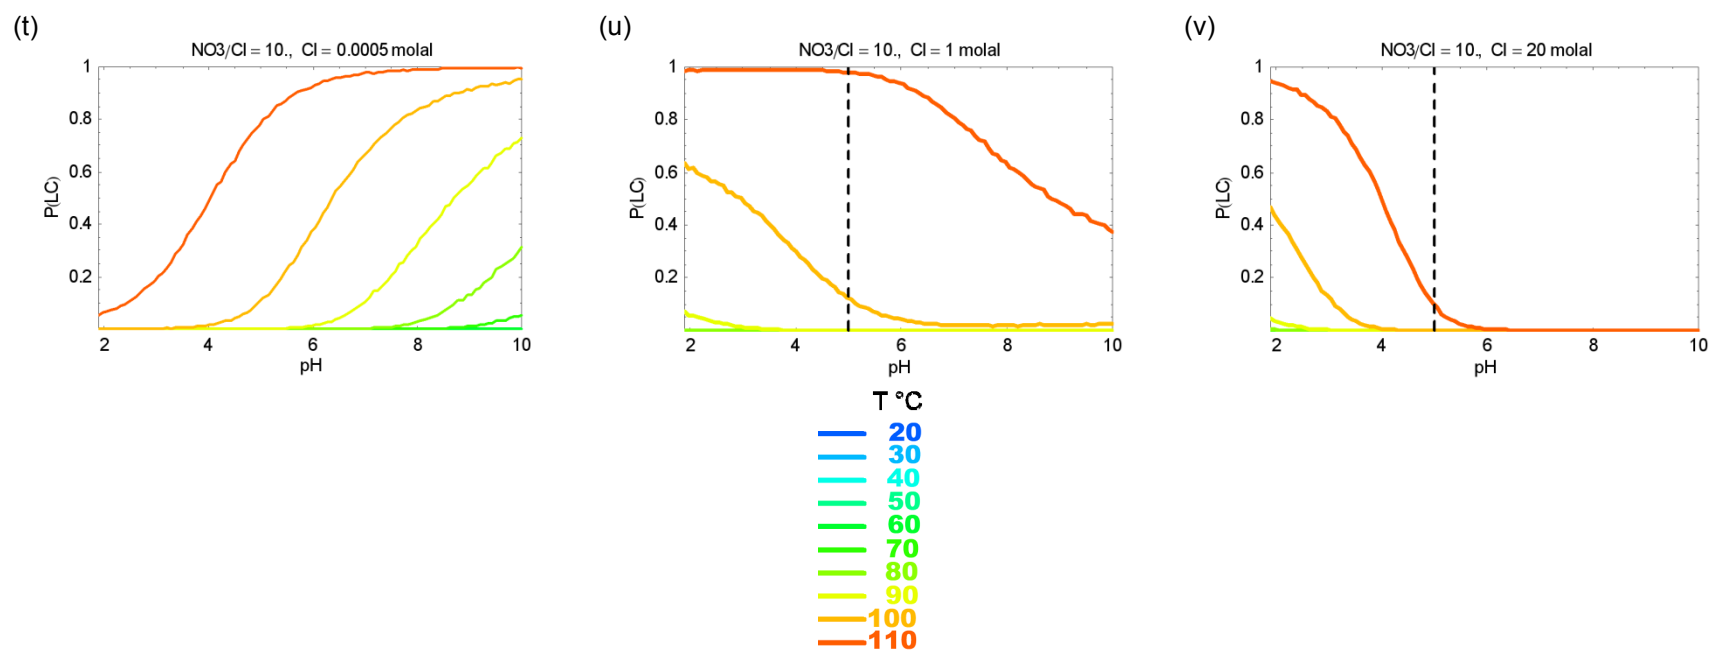 (t)
NO3/Cl = 10., Cl = 0.0005 molal
1
0.8
0.6
0.4
0.2
P(LC)
2 4 6 8 10
pH
(u)
NO3/Cl = 10., Cl = 1 molal
1
0.8
0.6
0.4
0.2
P(LC)
2 4 6 8 10
pH
(v)
NO3/Cl = 10., Cl = 20 molal
1
0.8
0.6
0.4
0.2
P(LC)
2 4 6 8 10
pH
T °C
20
30
40
50
60
70
80
90
100
110